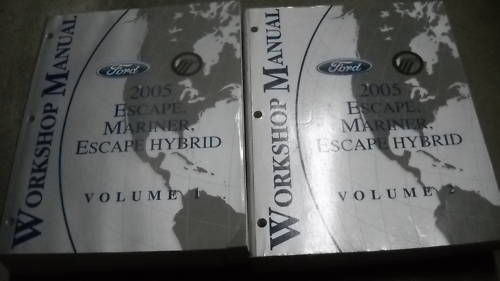 WORKSHOP MANUAL
Ford
2005
ESCAPE,
MARINER,
ESCAPE HYBRID
VOLUME 1
WORKSHOP MANUAL
Ford
2005
ESCAPE,
MARINER,
ESCAPE HYBRID
VOLUME 2